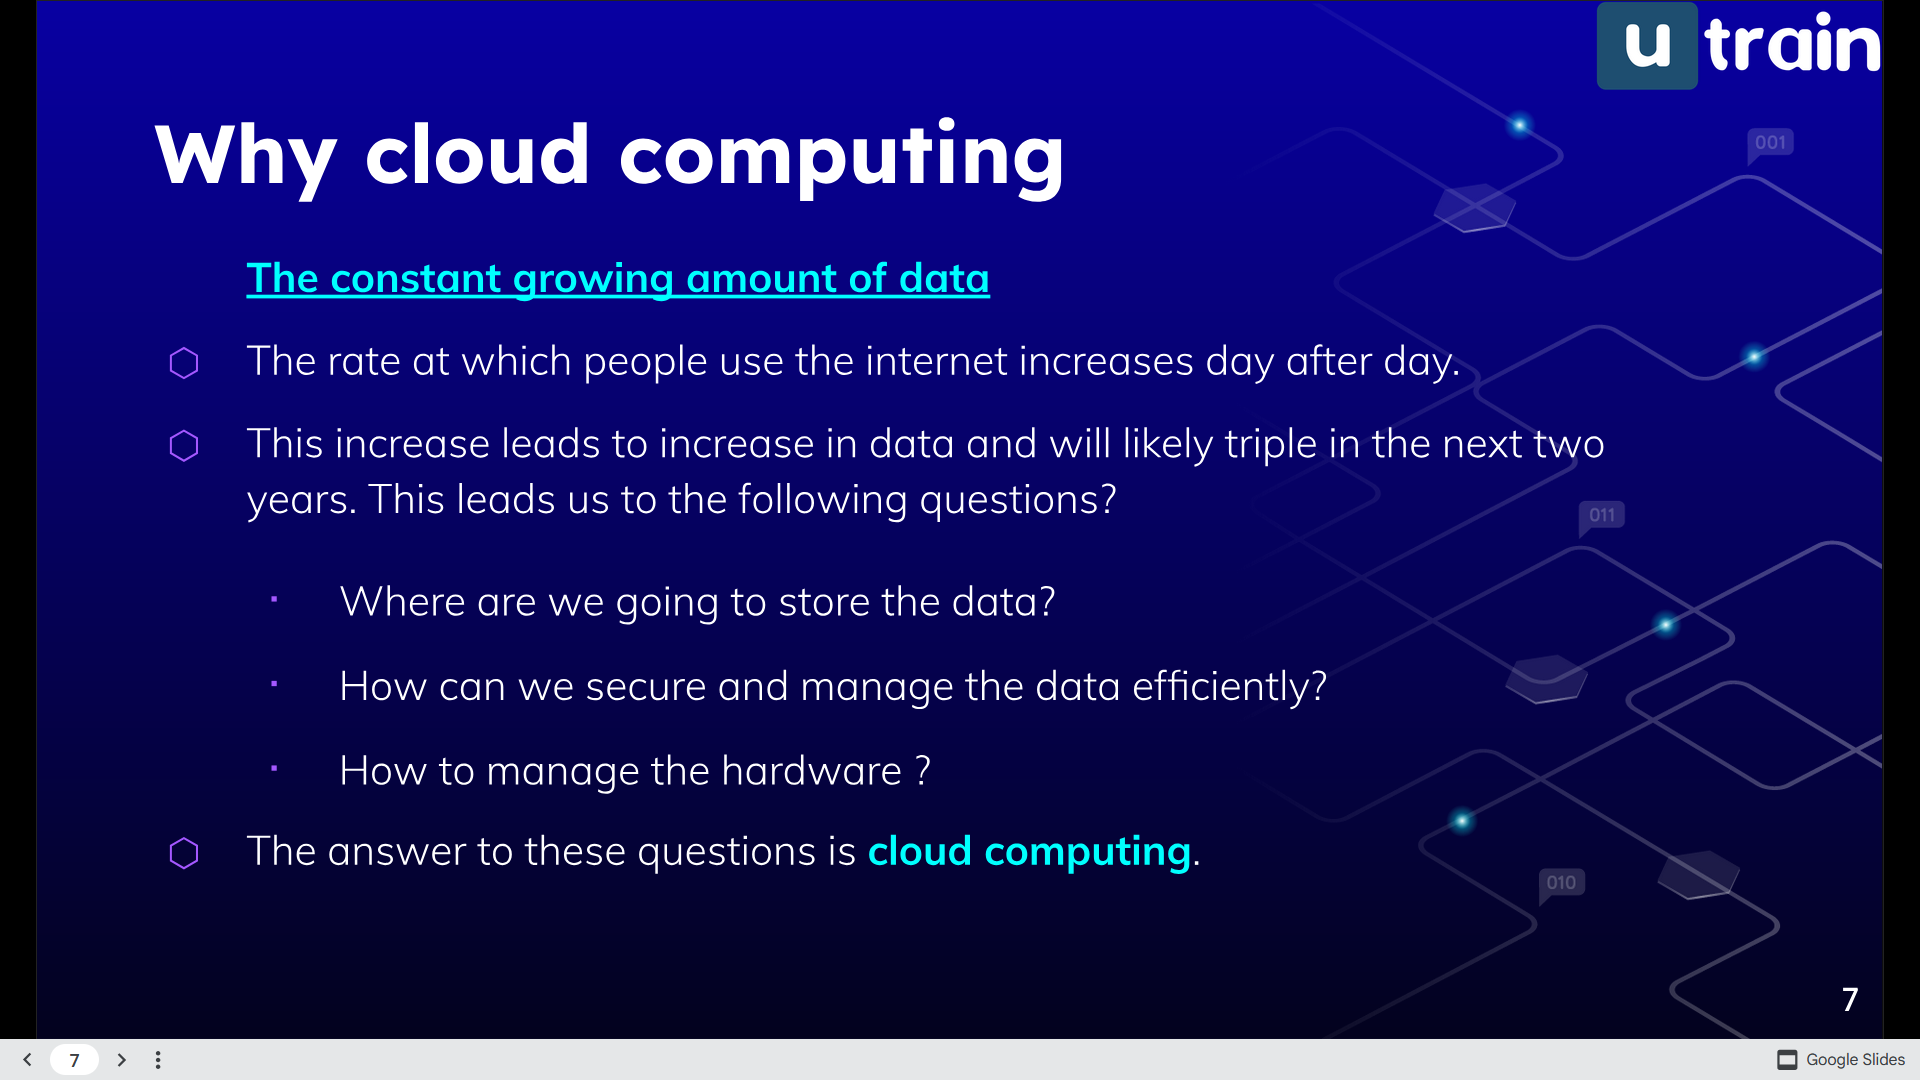 u train
001
Why cloud computing
The constant growing amount of data
The rate at which people use the internet increases day after day.
This increase leads to increase in data and will likely triple in the next two
years. This leads us to the following questions?
011
Where are we going to store the data?
How can we secure and manage the data efficiently?
How to manage the hardware ?
The answer to these questions is cloud computing.
010
7
7
Google Slides